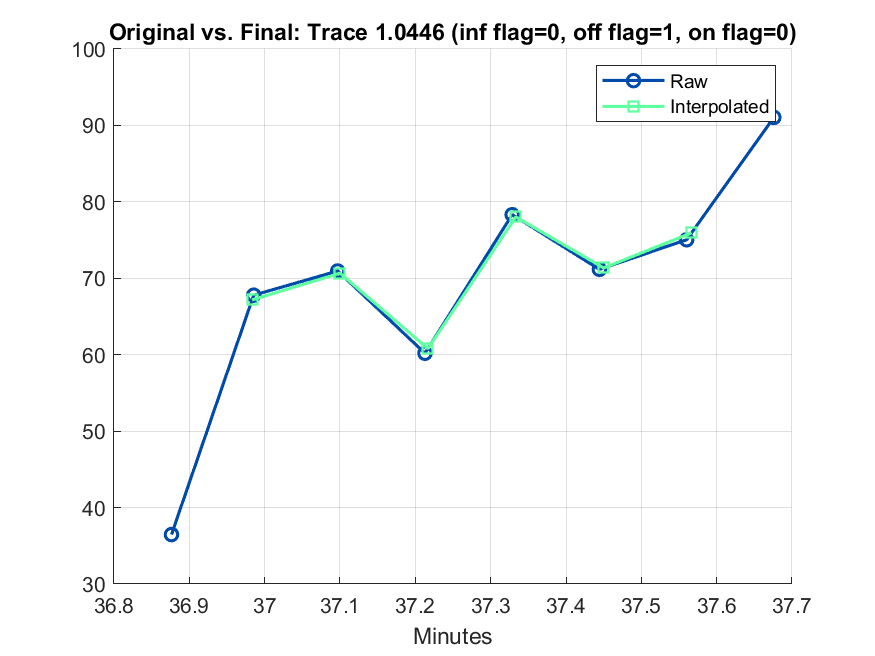 Original vs. Final: Trace 1.0446 (inf flag=0, off flag=1, on flag=0)
100
90
80
70
60
50
40
30
Raw
Interpolated
36.8 36.9 37 37.1 37.2 37.3 37.4 37.5 37.6 37.7
Minutes